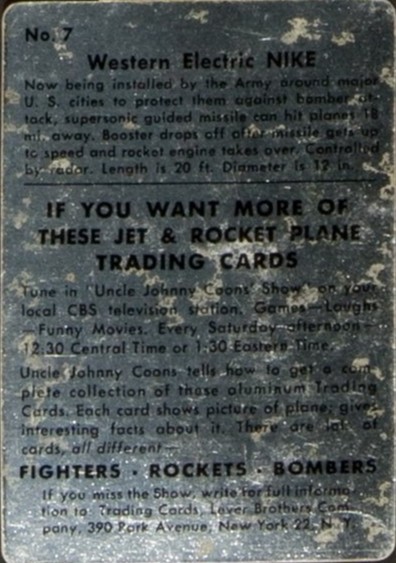 No. 7
Western Electric NIKE
Now being installed by the Army around major
U. S. cities to protect them against bomber at-
tack, supersonic guided missile can hit planes 18
mi. away. Booster drops off after missile gets up
to speed and rocket engine takes over. Controlled
by radar. Length is 20 ft. Diameter is 12 in.
IF YOU WANT MORE OF
THESE JET & ROCKET PLANE
TRADING CARDS
Tune in "Uncle Johnny Coons' Show" on your
local CBS television station. Games—Laughs
—Funny Movies. Every Saturday afternoon—
12:30 Central Time or 1:30 Eastern Time.
Uncle Johnny Coons tells how to get a com-
plete collection of these aluminum Trading
Cards. Each card shows picture of plane, gives
interesting facts about it. There are lots of
cards, all different—
FIGHTERS · ROCKETS · BOMBERS
If you miss the Show, write for full informa-
tion to Trading Cards, Lever Brothers Com-
pany, 390 Park Avenue, New York 22, N. Y.